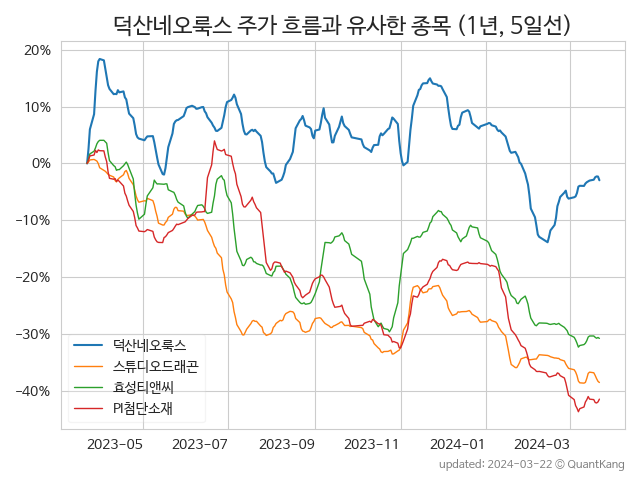 덕산네오룩스 주가 흐름과 유사한 종목 (1년, 5일선)
20%
10%
0%
−10%
−20%
−30%
−40%
덕산네오룩스
스튜디오드래곤
효성티앤씨
PI첨단소재
2023−05
2023−07
2023−09
2023−11
2024−01
2024−03
updated: 2024-03-22 © QuantKang